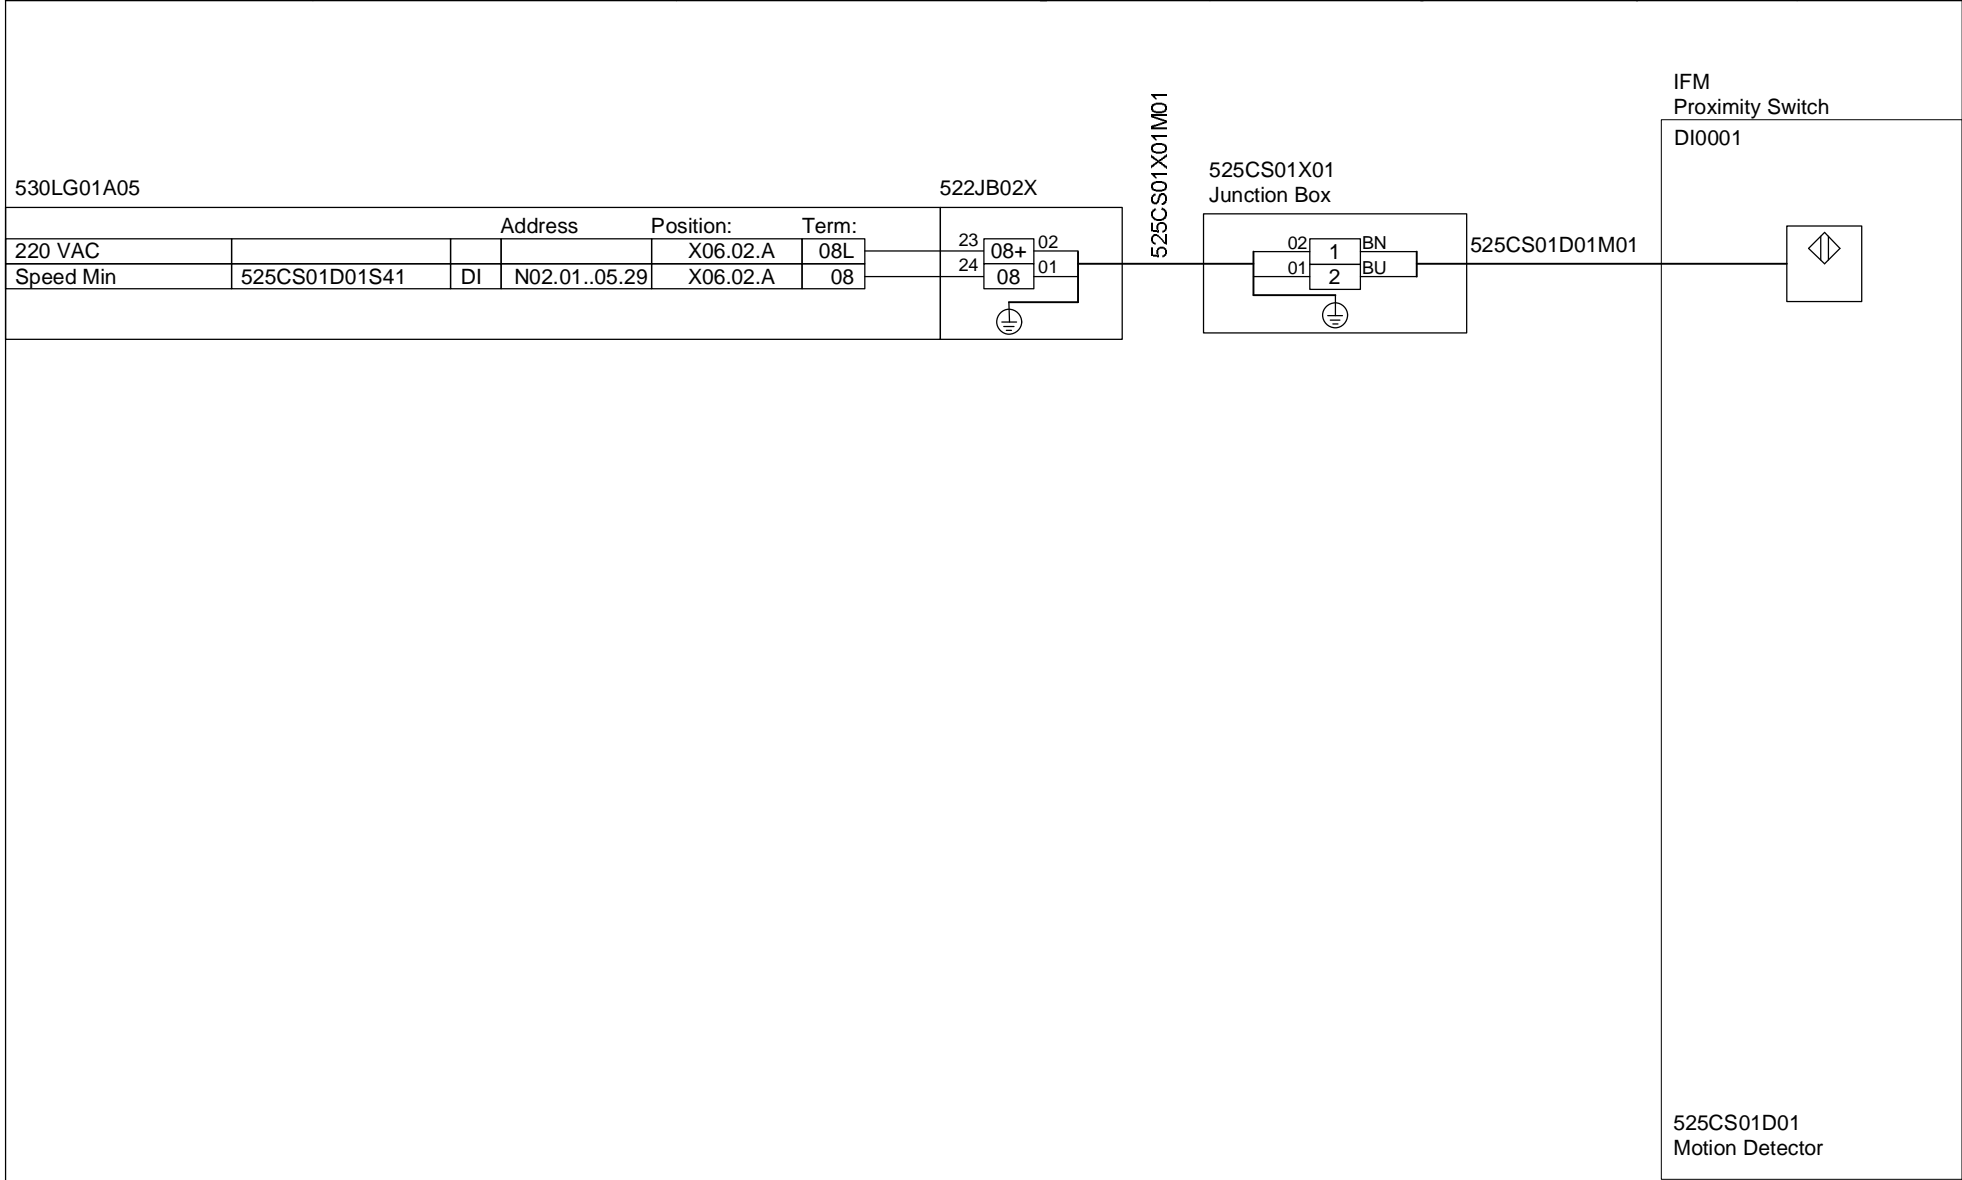 IFM
Proximity Switch
DI0001
525CS01X01M01
525CS01X01
Junction Box
530LG01A05
522JB02X
Address Position: Term:
220 VAC X06.02.A 08L
Speed Min 525CS01D01S41 DI N02.01..05.29 X06.02.A 08
23 08+ 02
24 08 01
02 1 BN
01 2 BU
525CS01D01M01
525CS01D01
Motion Detector